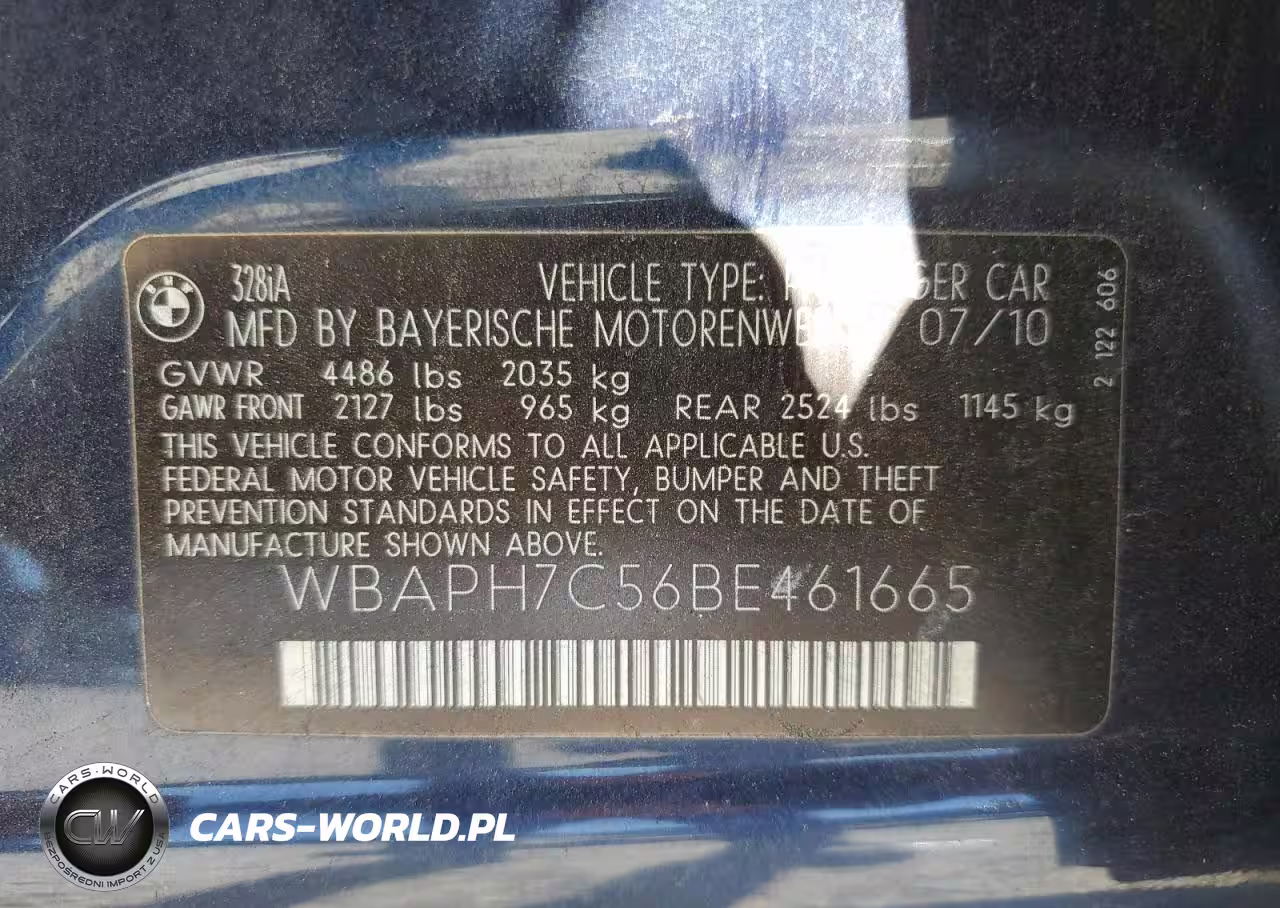 328iA VEHICLE TYPE: GER CAR
MFD BY BAYERISCHE MOTORENWE 07/10
2 122 606
GVWR 4486 lbs 2035 kg
GAWR FRONT 2127 lbs 965 kg REAR 2524 lbs 1145 kg
THIS VEHICLE CONFORMS TO ALL APPLICABLE U.S.
FEDERAL MOTOR VEHICLE SAFETY, BUMPER AND THEFT
PREVENTION STANDARDS IN EFFECT ON THE DATE OF
MANUFACTURE SHOWN ABOVE.
WBAPH7C56BE461665
CARS-WORLD
CW
BEZPOŚREDNI IMPORT Z USA
CARS-WORLD.PL